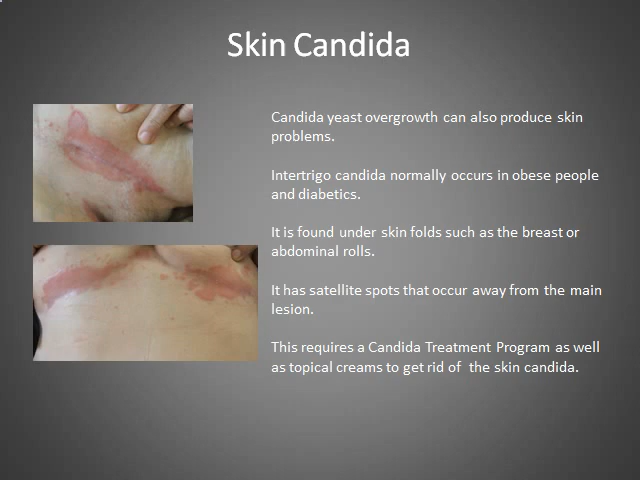 Skin Candida
Candida yeast overgrowth can also produce skin
problems.
Intertrigo candida normally occurs in obese people
and diabetics.
It is found under skin folds such as the breast or
abdominal rolls.
It has satellite spots that occur away from the main
lesion.
This requires a Candida Treatment Program as well
as topical creams to get rid of  the skin candida.